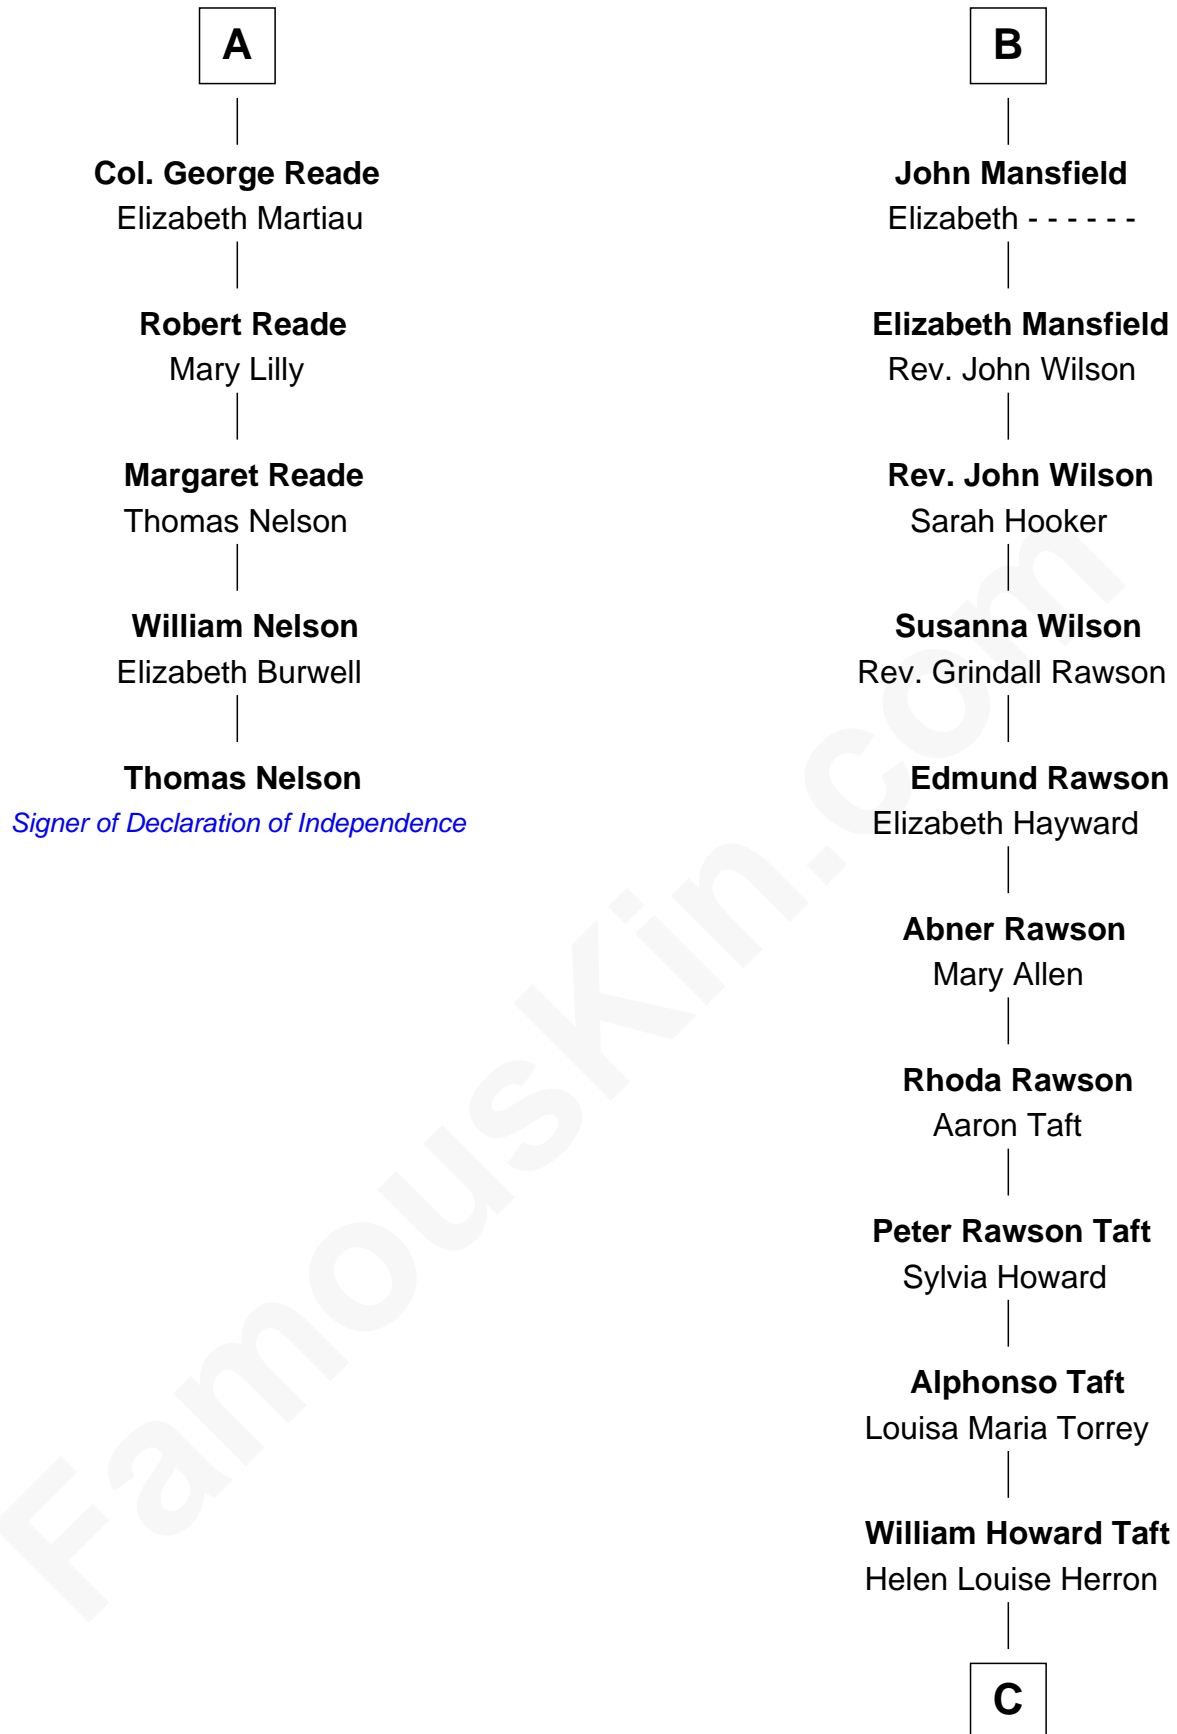 A
Col. George Reade
Elizabeth Martiau
Robert Reade
Mary Lilly
Margaret Reade
Thomas Nelson
William Nelson
Elizabeth Burwell
Thomas Nelson
Signer of Declaration of Independence
B
John Mansfield
Elizabeth - - - - - -
Elizabeth Mansfield
Rev. John Wilson
Rev. John Wilson
Sarah Hooker
Susanna Wilson
Rev. Grindall Rawson
Edmund Rawson
Elizabeth Hayward
Abner Rawson
Mary Allen
Rhoda Rawson
Aaron Taft
Peter Rawson Taft
Sylvia Howard
Alphonso Taft
Louisa Maria Torrey
William Howard Taft
Helen Louise Herron
C
FamousKin.com